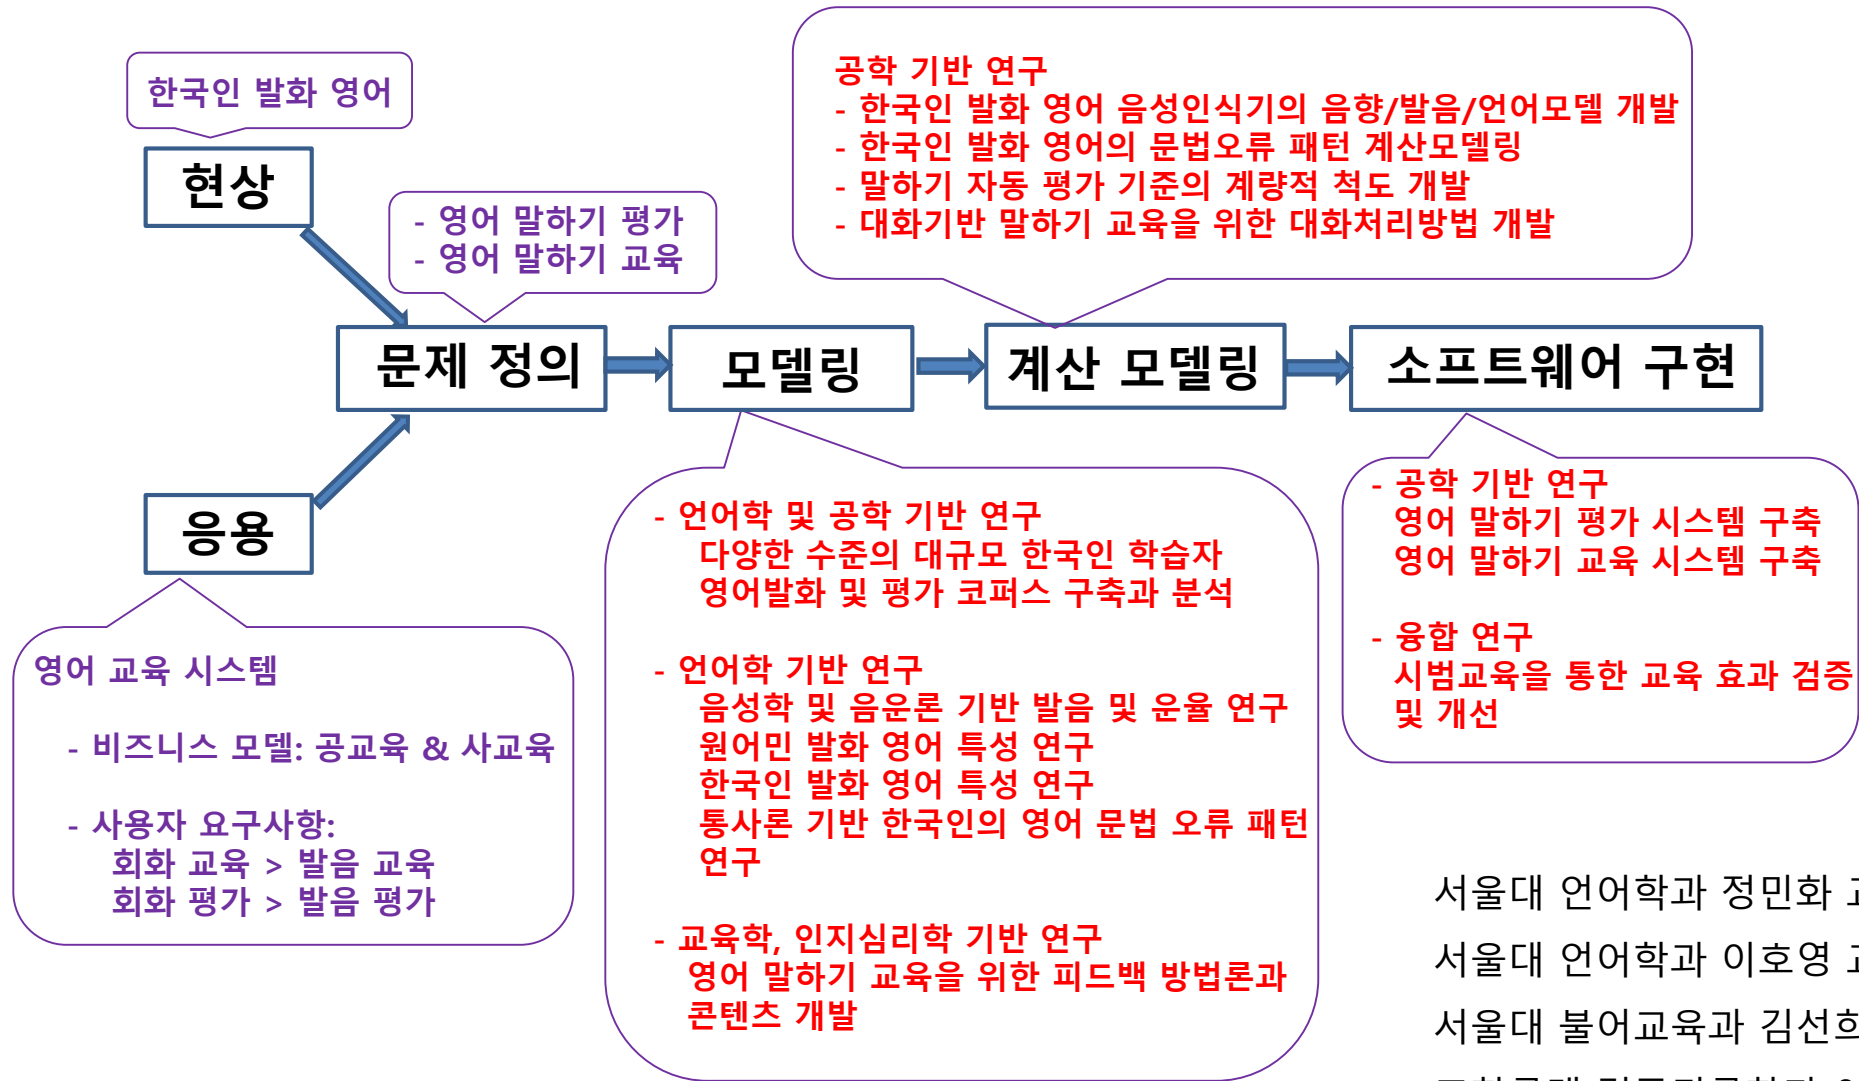 한국인 발화 영어
현상
- 영어 말하기 평가
- 영어 말하기 교육
공학 기반 연구
- 한국인 발화 영어 음성인식기의 음향/발음/언어모델 개발
- 한국인 발화 영어의 문법오류 패턴 계산모델링
- 말하기 자동 평가 기준의 계량적 척도 개발
- 대화기반 말하기 교육을 위한 대화처리방법 개발
문제 정의
모델링
계산 모델링
소프트웨어 구현
응용
영어 교육 시스템
- 비즈니스 모델: 공교육 & 사교육
- 사용자 요구사항:
회화 교육 > 발음 교육
회화 평가 > 발음 평가
- 언어학 및 공학 기반 연구
다양한 수준의 대규모 한국인 학습자
영어발화 및 평가 코퍼스 구축과 분석
- 언어학 기반 연구
음성학 및 음운론 기반 발음 및 운율 연구
원어민 발화 영어 특성 연구
한국인 발화 영어 특성 연구
통사론 기반 한국인의 영어 문법 오류 패턴
연구
- 교육학, 인지심리학 기반 연구
영어 말하기 교육을 위한 피드백 방법론과
콘텐츠 개발
- 공학 기반 연구
영어 말하기 평가 시스템 구축
영어 말하기 교육 시스템 구축
- 융합 연구
시범교육을 통한 교육 효과 검증
및 개선
서울대 언어학과 정민화
서울대 언어학과 이호영
서울대 불어교육과 김선희